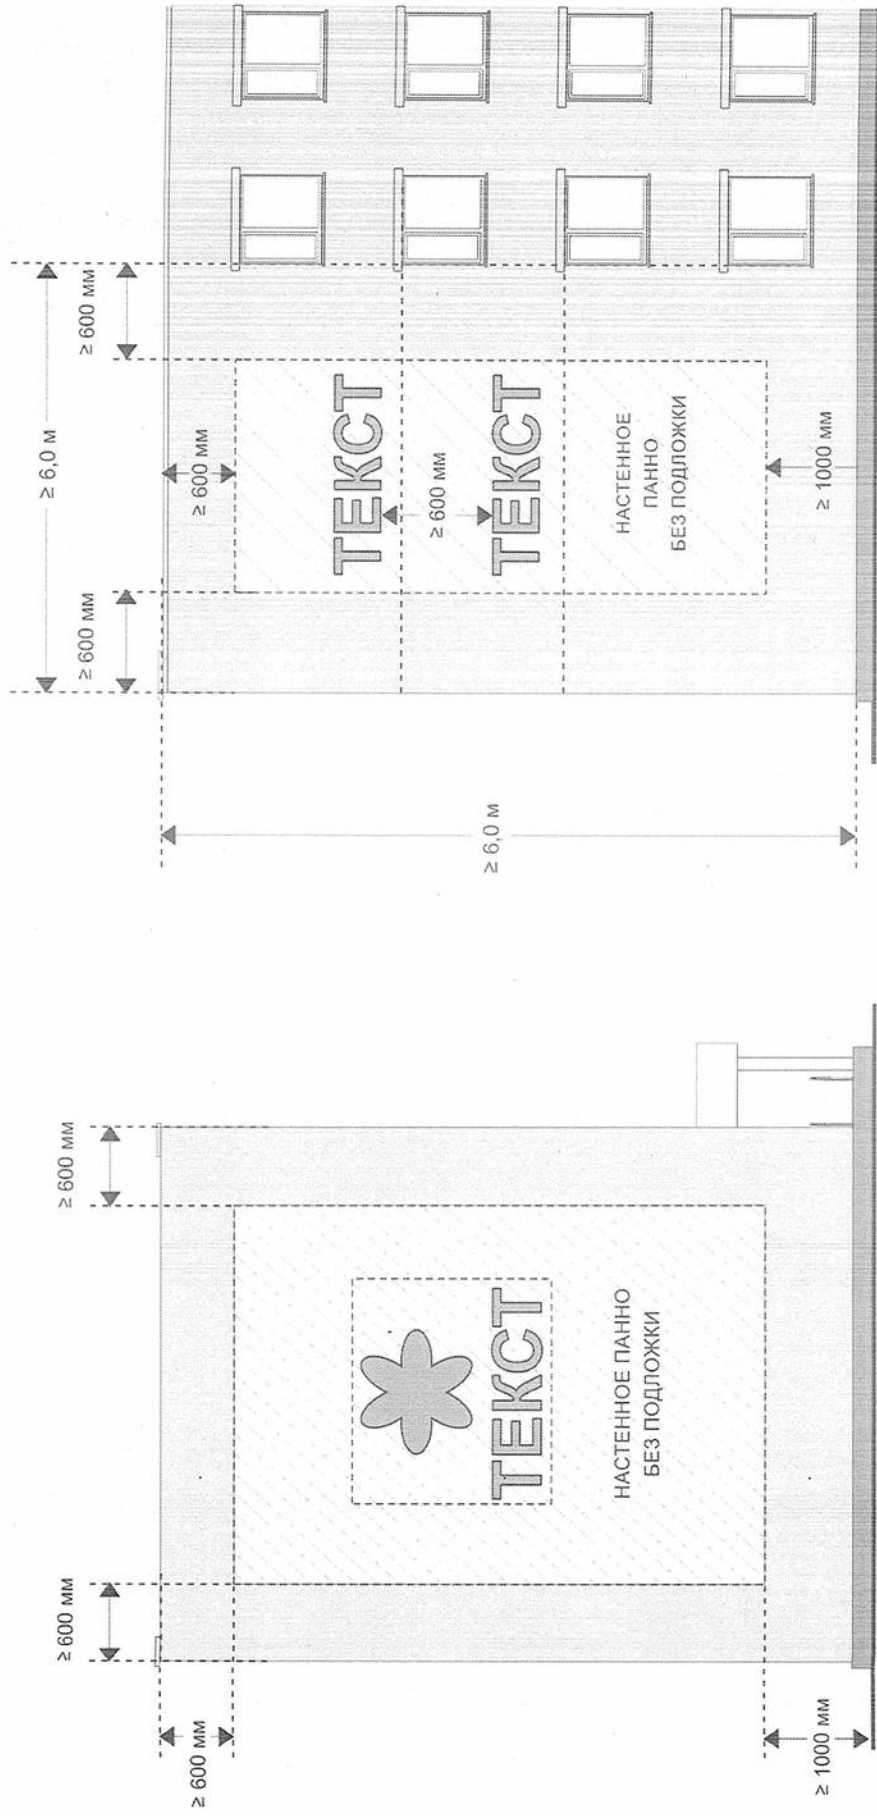 ≥ 600 мм
≥ 600 мм
≥ 600 мм
ТЕКСТ
НАСТЕННОЕ ПАННО
БЕЗ ПОДЛОЖКИ
≥ 1000 мм
≥ 6,0 м
≥ 600 мм
≥ 600 мм
≥ 600 мм
ТЕКСТ
≥ 600 мм
≥ 6,0 м
ТЕКСТ
НАСТЕННОЕ
ПАННО
БЕЗ ПОДЛОЖКИ
≥ 1000 мм